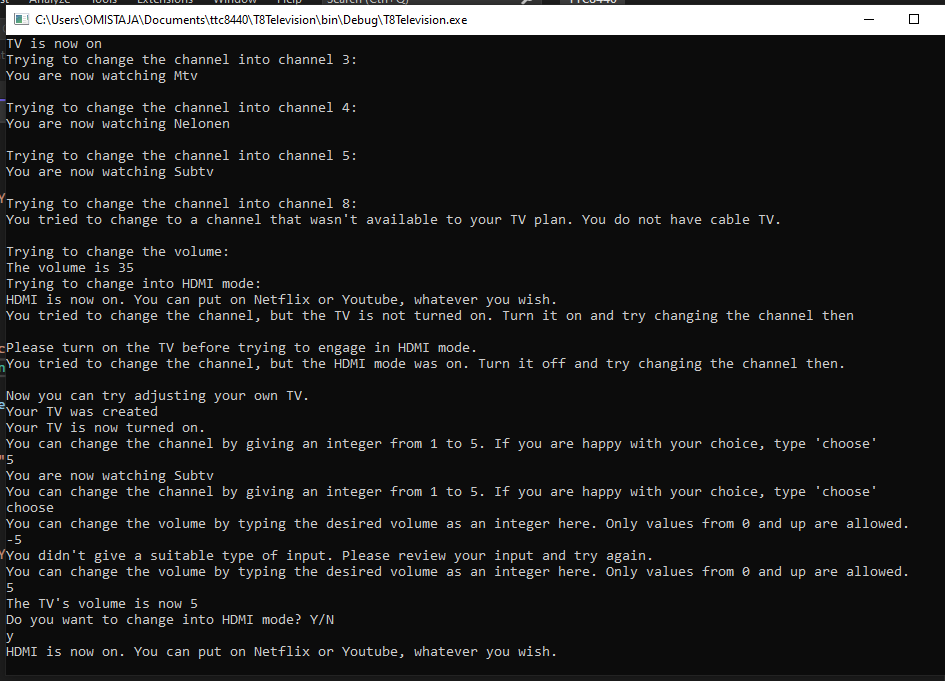 Analyze Tools Extensions Window Help Search (Ctrl+Q) TTC8440
C:\Users\OMISTAJA\Documents\ttc8440\T8Television\bin\Debug\T8Television.exe
TV is now on
Trying to change the channel into channel 3:
You are now watching Mtv
Trying to change the channel into channel 4:
You are now watching Nelonen
Trying to change the channel into channel 5:
You are now watching Subtv
Trying to change the channel into channel 8:
You tried to change to a channel that wasn't available to your TV plan. You do not have cable TV.
Trying to change the volume:
The volume is 35
Trying to change into HDMI mode:
HDMI is now on. You can put on Netflix or Youtube, whatever you wish.
You tried to change the channel, but the TV is not turned on. Turn it on and try changing the channel then
Please turn on the TV before trying to engage in HDMI mode.
You tried to change the channel, but the HDMI mode was on. Turn it off and try changing the channel then.
Now you can try adjusting your own TV.
Your TV was created
Your TV is now turned on.
You can change the channel by giving an integer from 1 to 5. If you are happy with your choice, type 'choose'
5
You are now watching Subtv
You can change the channel by giving an integer from 1 to 5. If you are happy with your choice, type 'choose'
choose
You can change the volume by typing the desired volume as an integer here. Only values from 0 and up are allowed.
-5
You didn't give a suitable type of input. Please review your input and try again.
You can change the volume by typing the desired volume as an integer here. Only values from 0 and up are allowed.
5
The TV's volume is now 5
Do you want to change into HDMI mode? Y/N
y
HDMI is now on. You can put on Netflix or Youtube, whatever you wish.